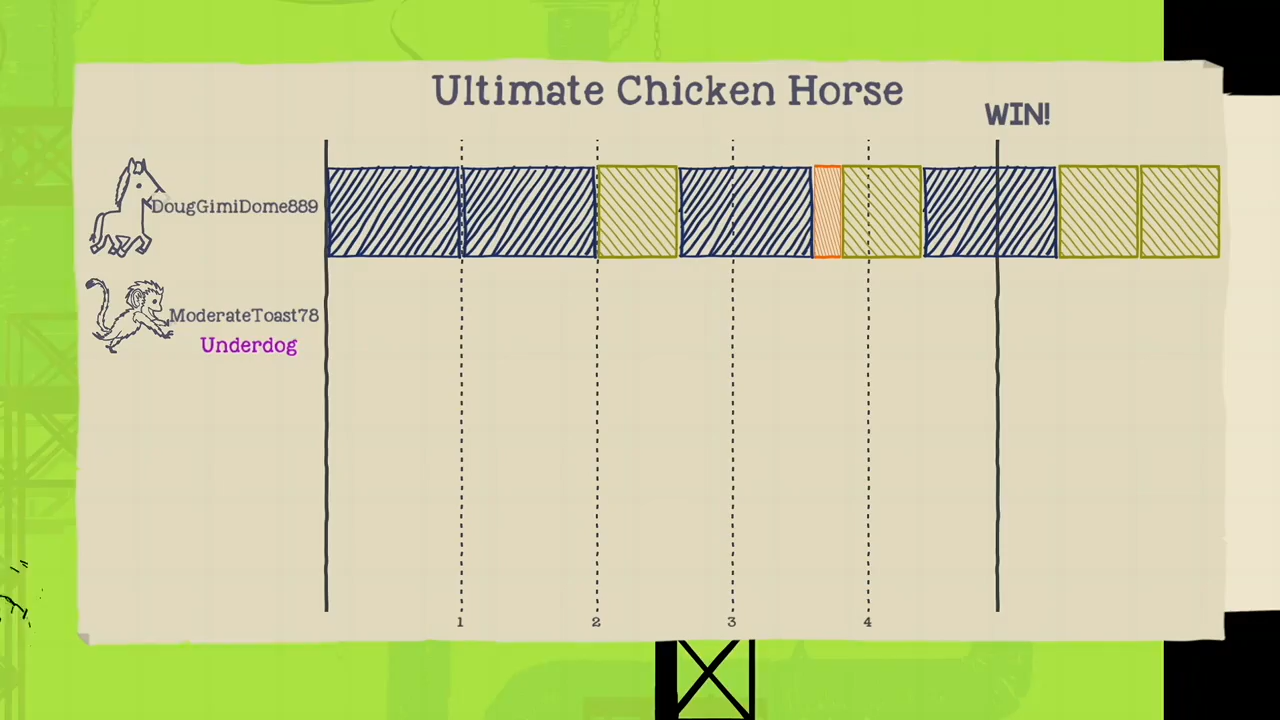 Ultimate Chicken Horse
WIN!
DougGimiDome889
ModerateToast78
Underdog
1 2 3 4